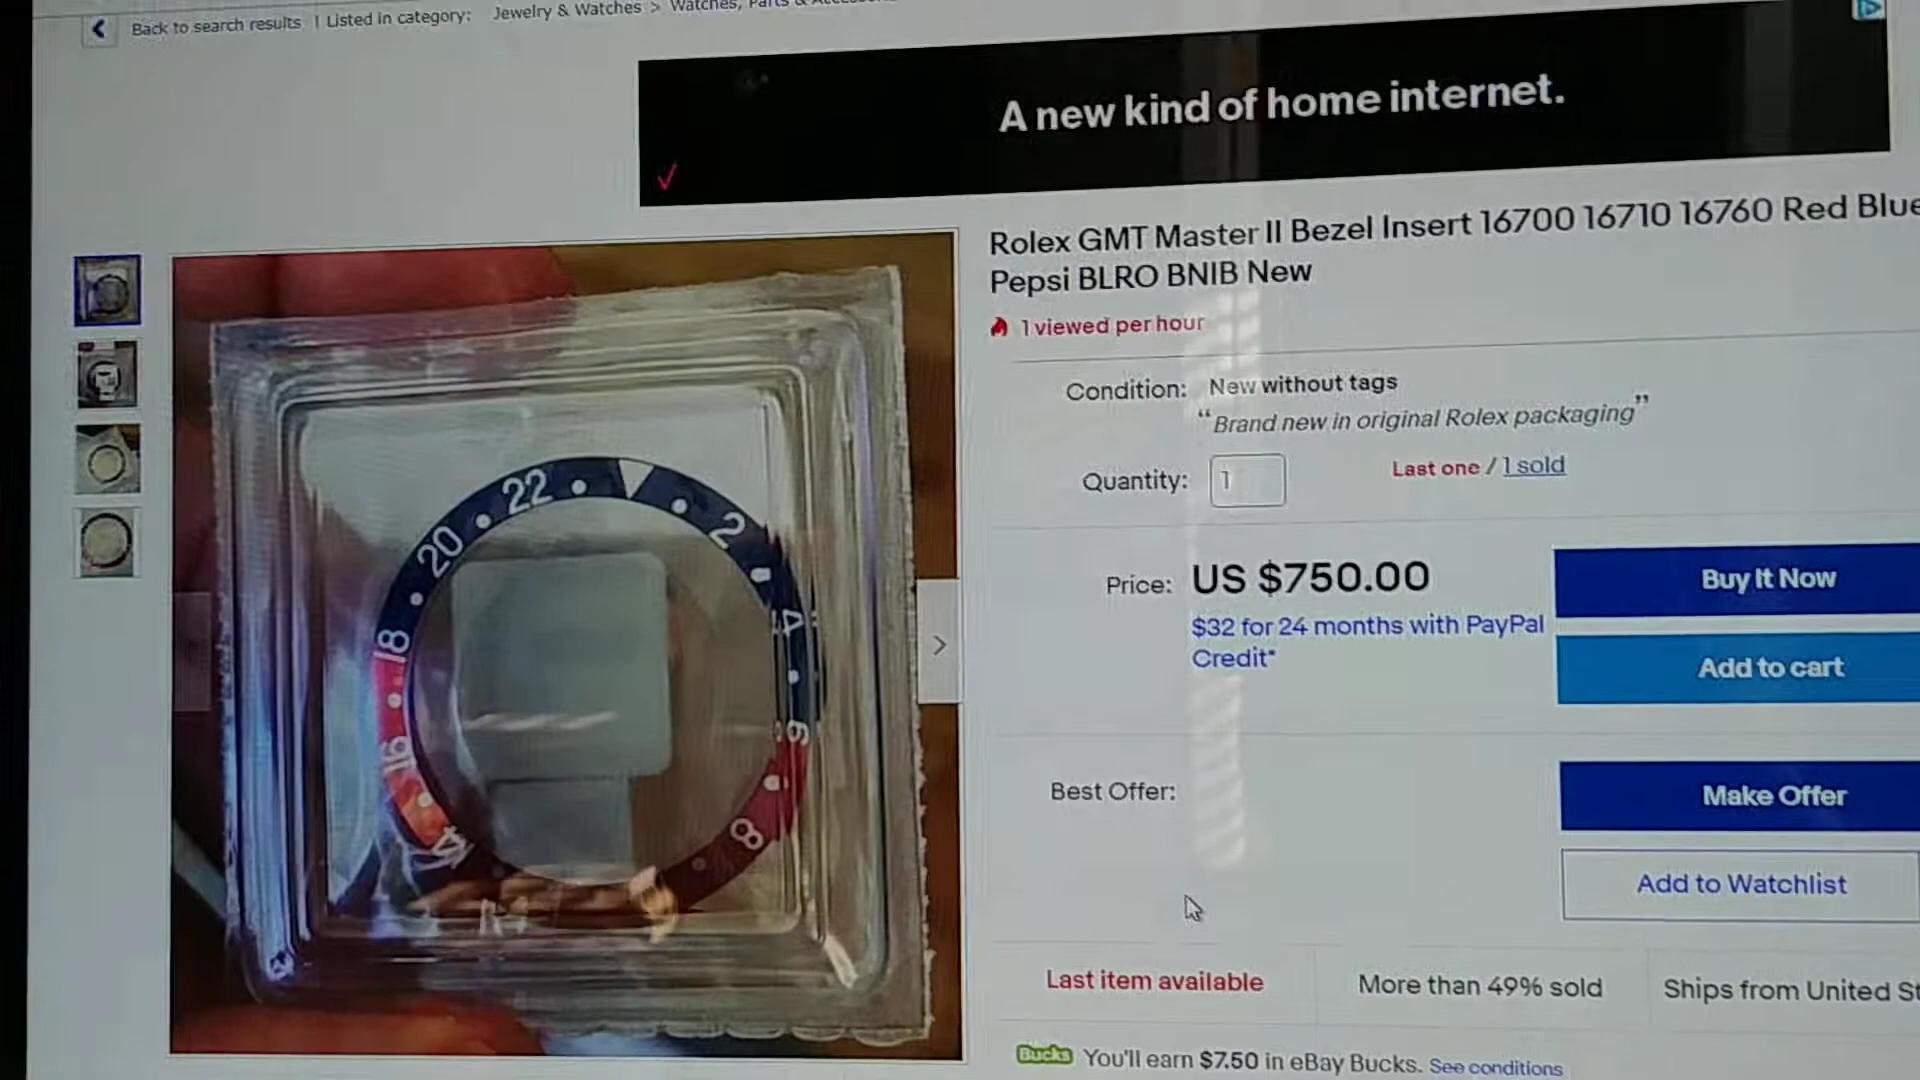 Back to search results | Listed in category: Jewelry & Watches > Watches, Parts &
A new kind of home internet.
Rolex GMT Master II Bezel Insert 16700 16710 16760 Red Blue
Pepsi BLRO BNIB New
1 viewed per hour
Condition: New without tags
“Brand new in original Rolex packaging”
Quantity: 1 Last one / 1 sold
Price: US $750.00
Buy It Now
$32 for 24 months with PayPal
Credit*
Add to cart
Best Offer:
Make Offer
Add to Watchlist
Last item available
More than 49% sold
Ships from United
Bucks You'll earn $7.50 in eBay Bucks. See conditions
22
2
20
4
18
6
16
8
14